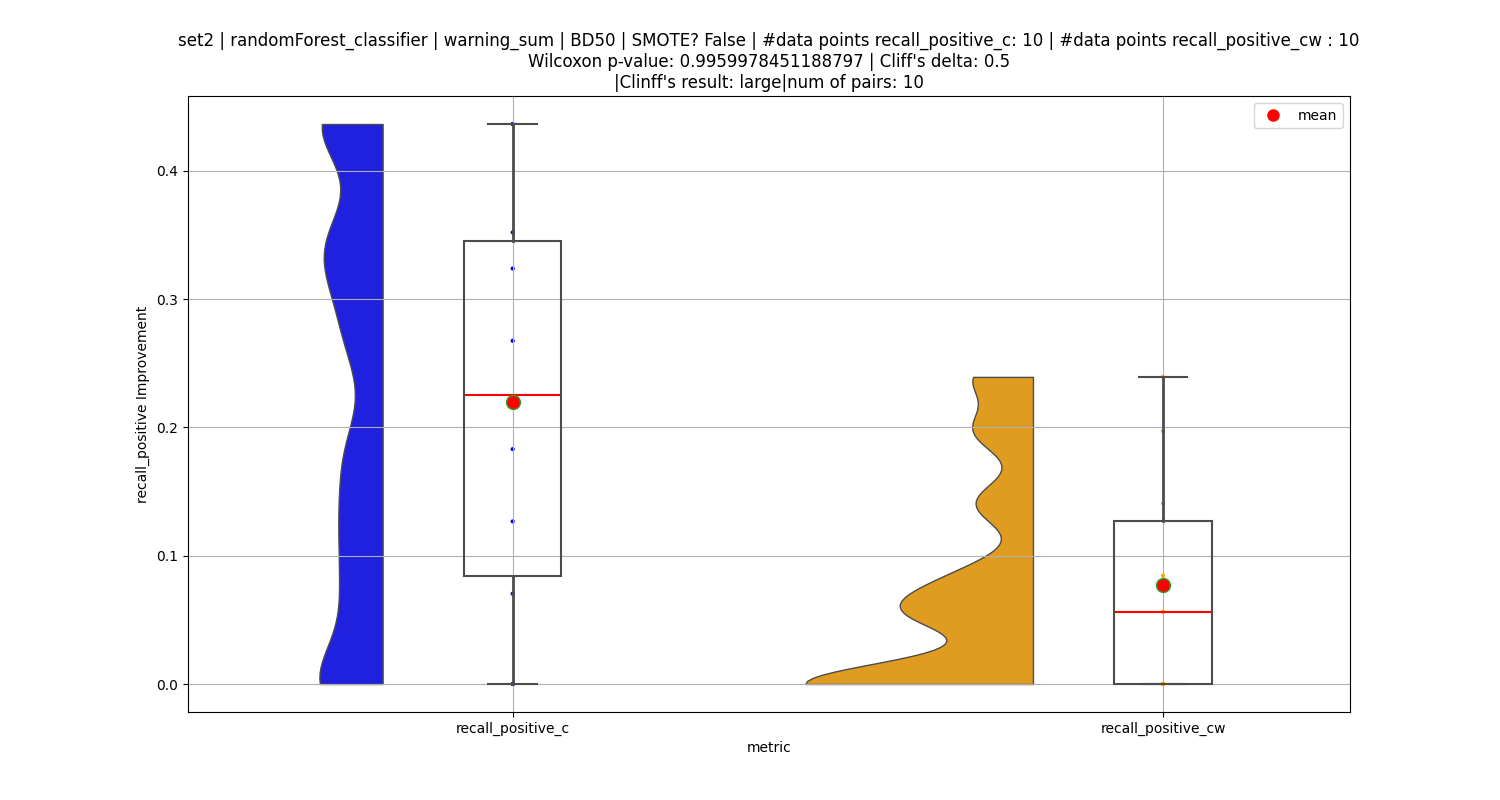 set2 | randomForest_classifier | warning_sum | BD50 | SMOTE? False | #data points recall_positive_c: 10 | #data points recall_positive_cw : 10
Wilcoxon p-value: 0.9959978451188797 | Cliff's delta: 0.5
|Clinff's result: large|num of pairs: 10
mean
0.4
0.3
0.2
0.1
0.0
recall_positive Improvement
recall_positive_c
recall_positive_cw
metric